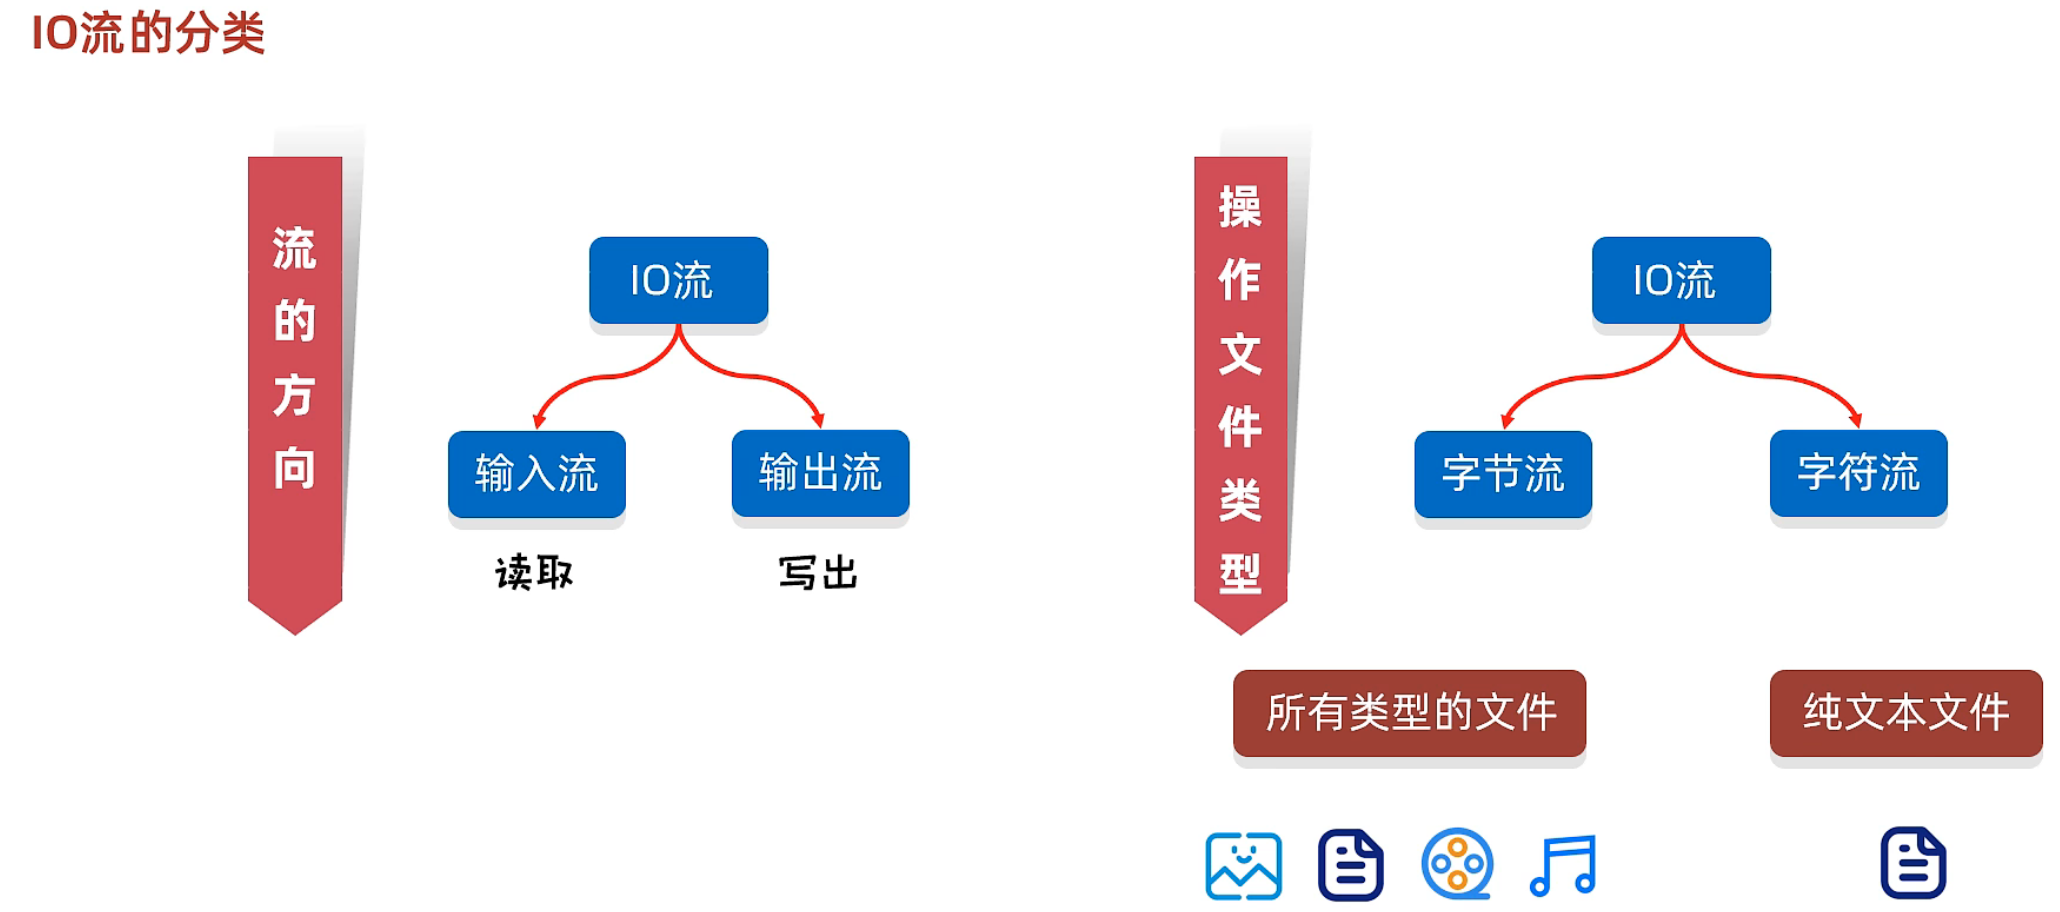 IO流的分类
流的方向
IO流
输入流
输出流
读取
写出
操作文件类型
IO流
字节流
字符流
所有类型的文件
纯文本文件